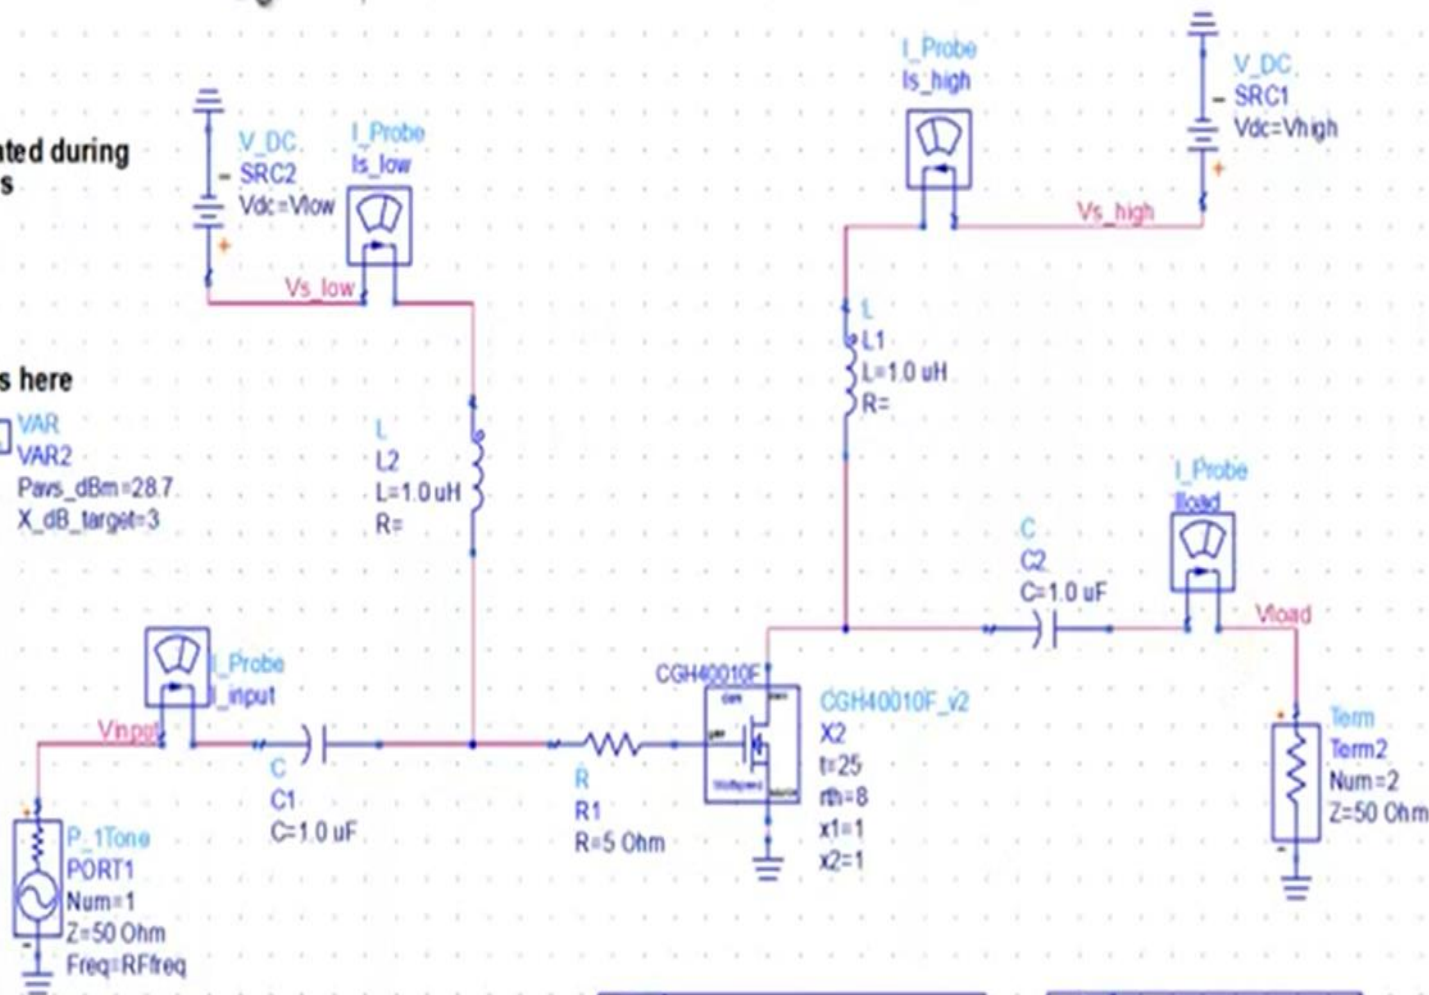 ated during
s
V_DC
SRC2
Vdc=Vlow
I_Probe
Is_low
Vs_low
I_Probe
Is_high
V_DC
SRC1
Vdc=Vhigh
Vs_high
s here
VAR
VAR2
Pavs_dBm=28.7
X_dB_target=3
L
L2
L=1.0 uH
R=
L
L1
L=1.0 uH
R=
I_Probe
Iload
C
C2
C=1.0 uF
Vload
I_Probe
I_input
Vinput
C
C1
C=1.0 uF
R
R1
R=5 Ohm
CGH40010F
CGH40010F_v2
X2
t=25
rth=8
x1=1
x2=1
Term
Term2
Num=2
Z=50 Ohm
P_1Tone
PORT1
Num=1
Z=50 Ohm
Freq=RFfreq